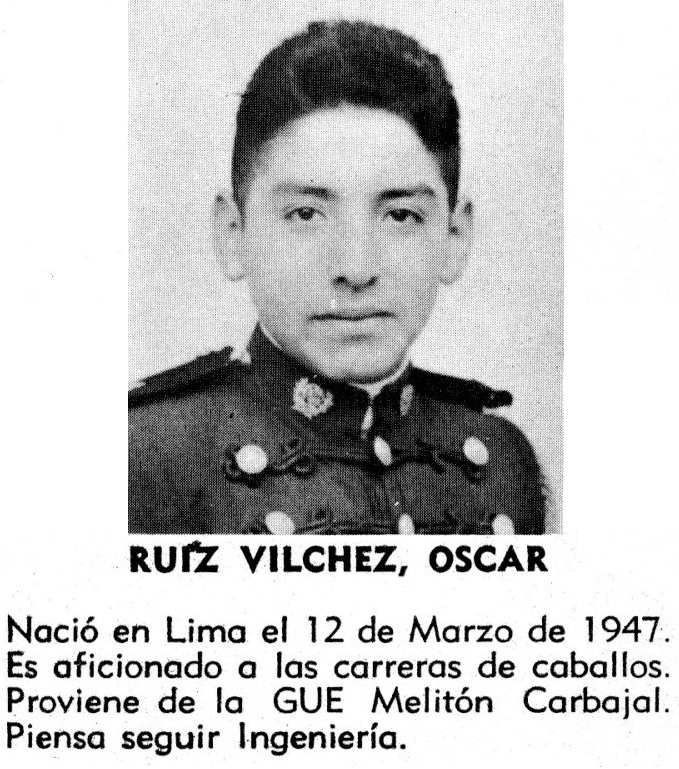 RUÍZ VILCHEZ, OSCAR
Nació en Lima el 12 de Marzo de 1947.
Es aficionado a las carreras de caballos.
Proviene de la GUE Melitón Carbajal.
Piensa seguir Ingeniería.